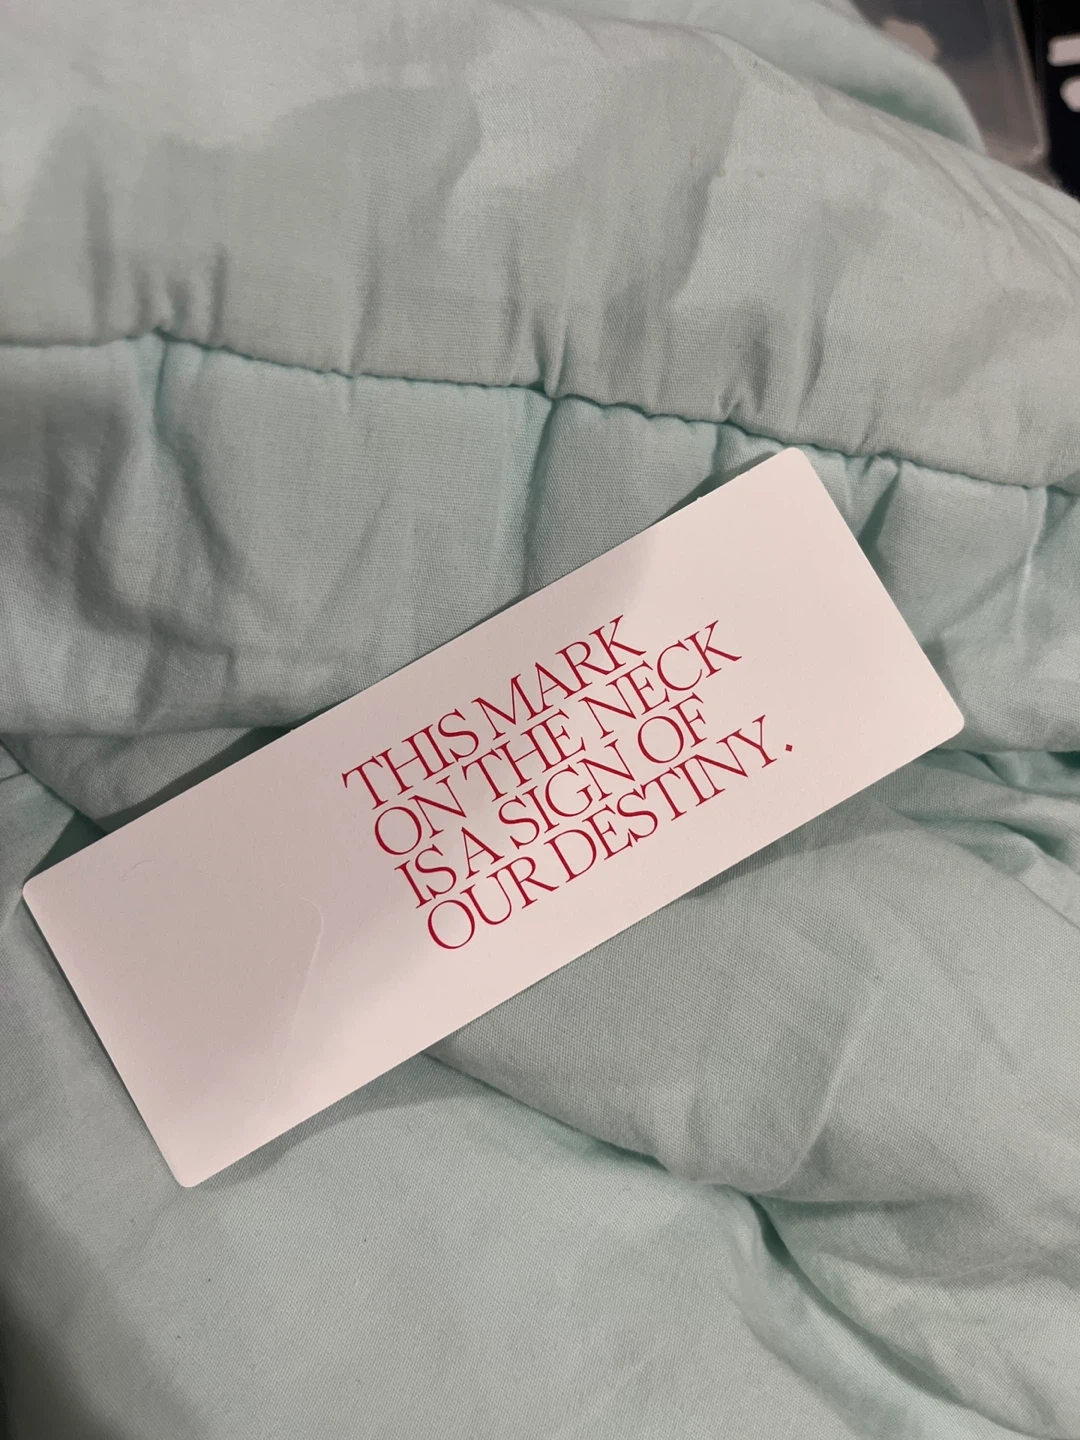 THIS MARK
ON THE NECK
IS A SIGN OF
OUR DESTINY.